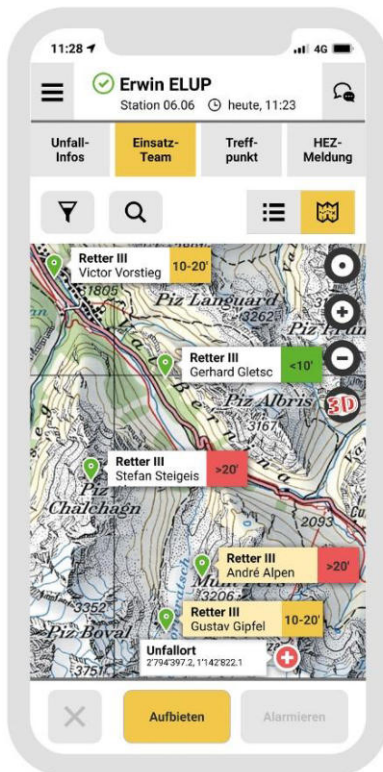 11:28
4G
Erwin ELUP
Station 06.06 heute, 11:23
Unfall-
Infos
Einsatz-
Team
Treff-
punkt
HEZ-
Meldung
Retter III
Victor Vorstieg
10-20'
1805
Piz Languard
3262
Retter III
Gerhard Gletsc
<10'
Piz Albris
3167
3D
Retter III
Stefan Steigeis
>20'
Piz
Chalchagn
2093
Retter III
André Alpen
>20'
3206
3352
Retter III
Gustav Gipfel
10-20'
Piz Boval
Unfallort
2'794'397.2, 1'142'822.1
3751
Aufbieten
Alarmieren